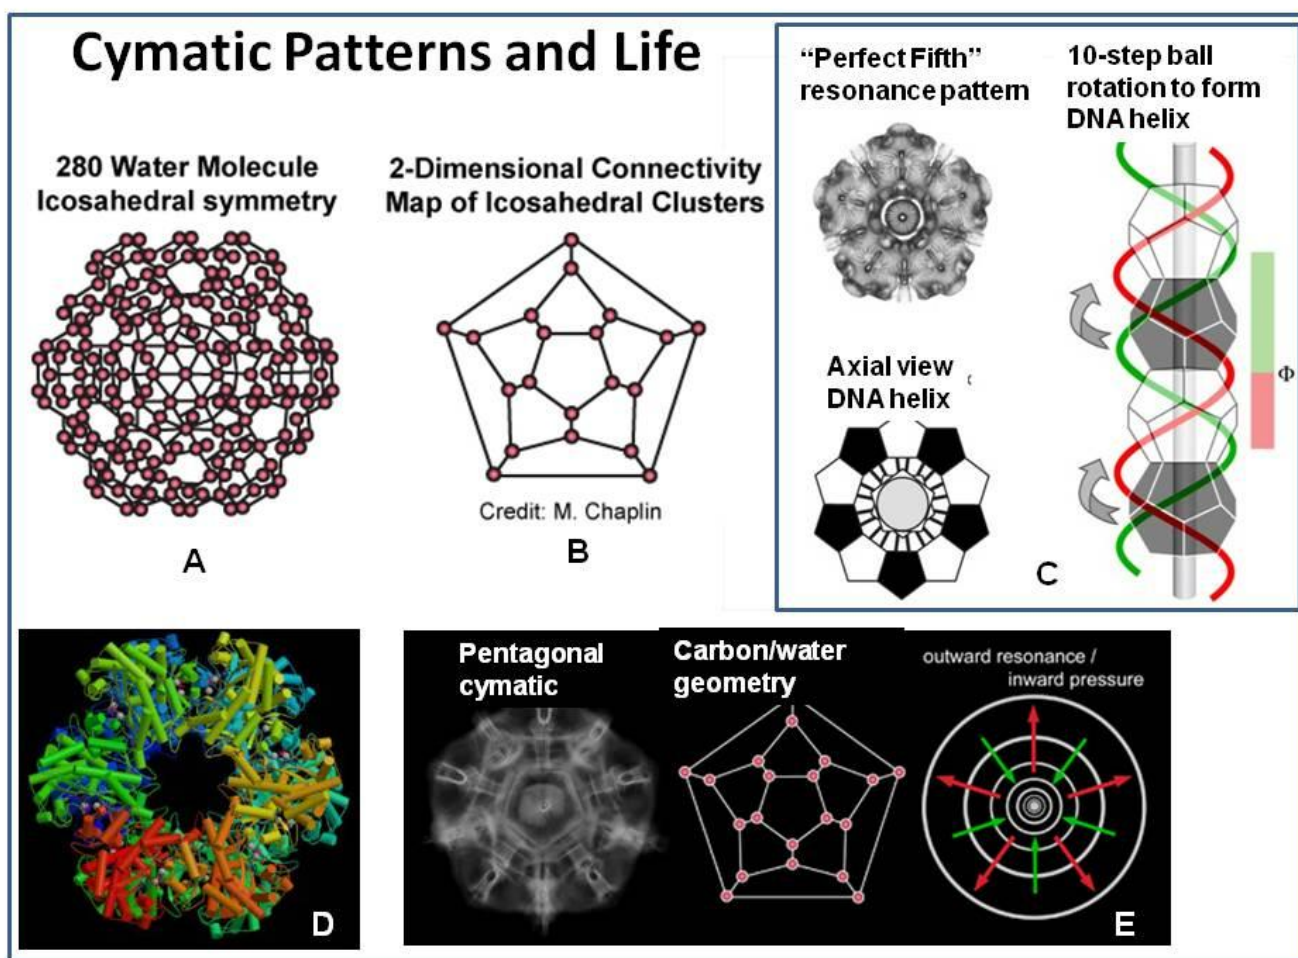 Cymatic Patterns and Life
280 Water Molecule
Icosahedral symmetry
2-Dimensional Connectivity
Map of Icosahedral Clusters
Credit: M. Chaplin
A
B
“Perfect Fifth”
resonance pattern
10-step ball
rotation to form
DNA helix
Axial view
DNA helix
Φ
C
D
Pentagonal
cymatic
Carbon/water
geometry
outward resonance /
inward pressure
E